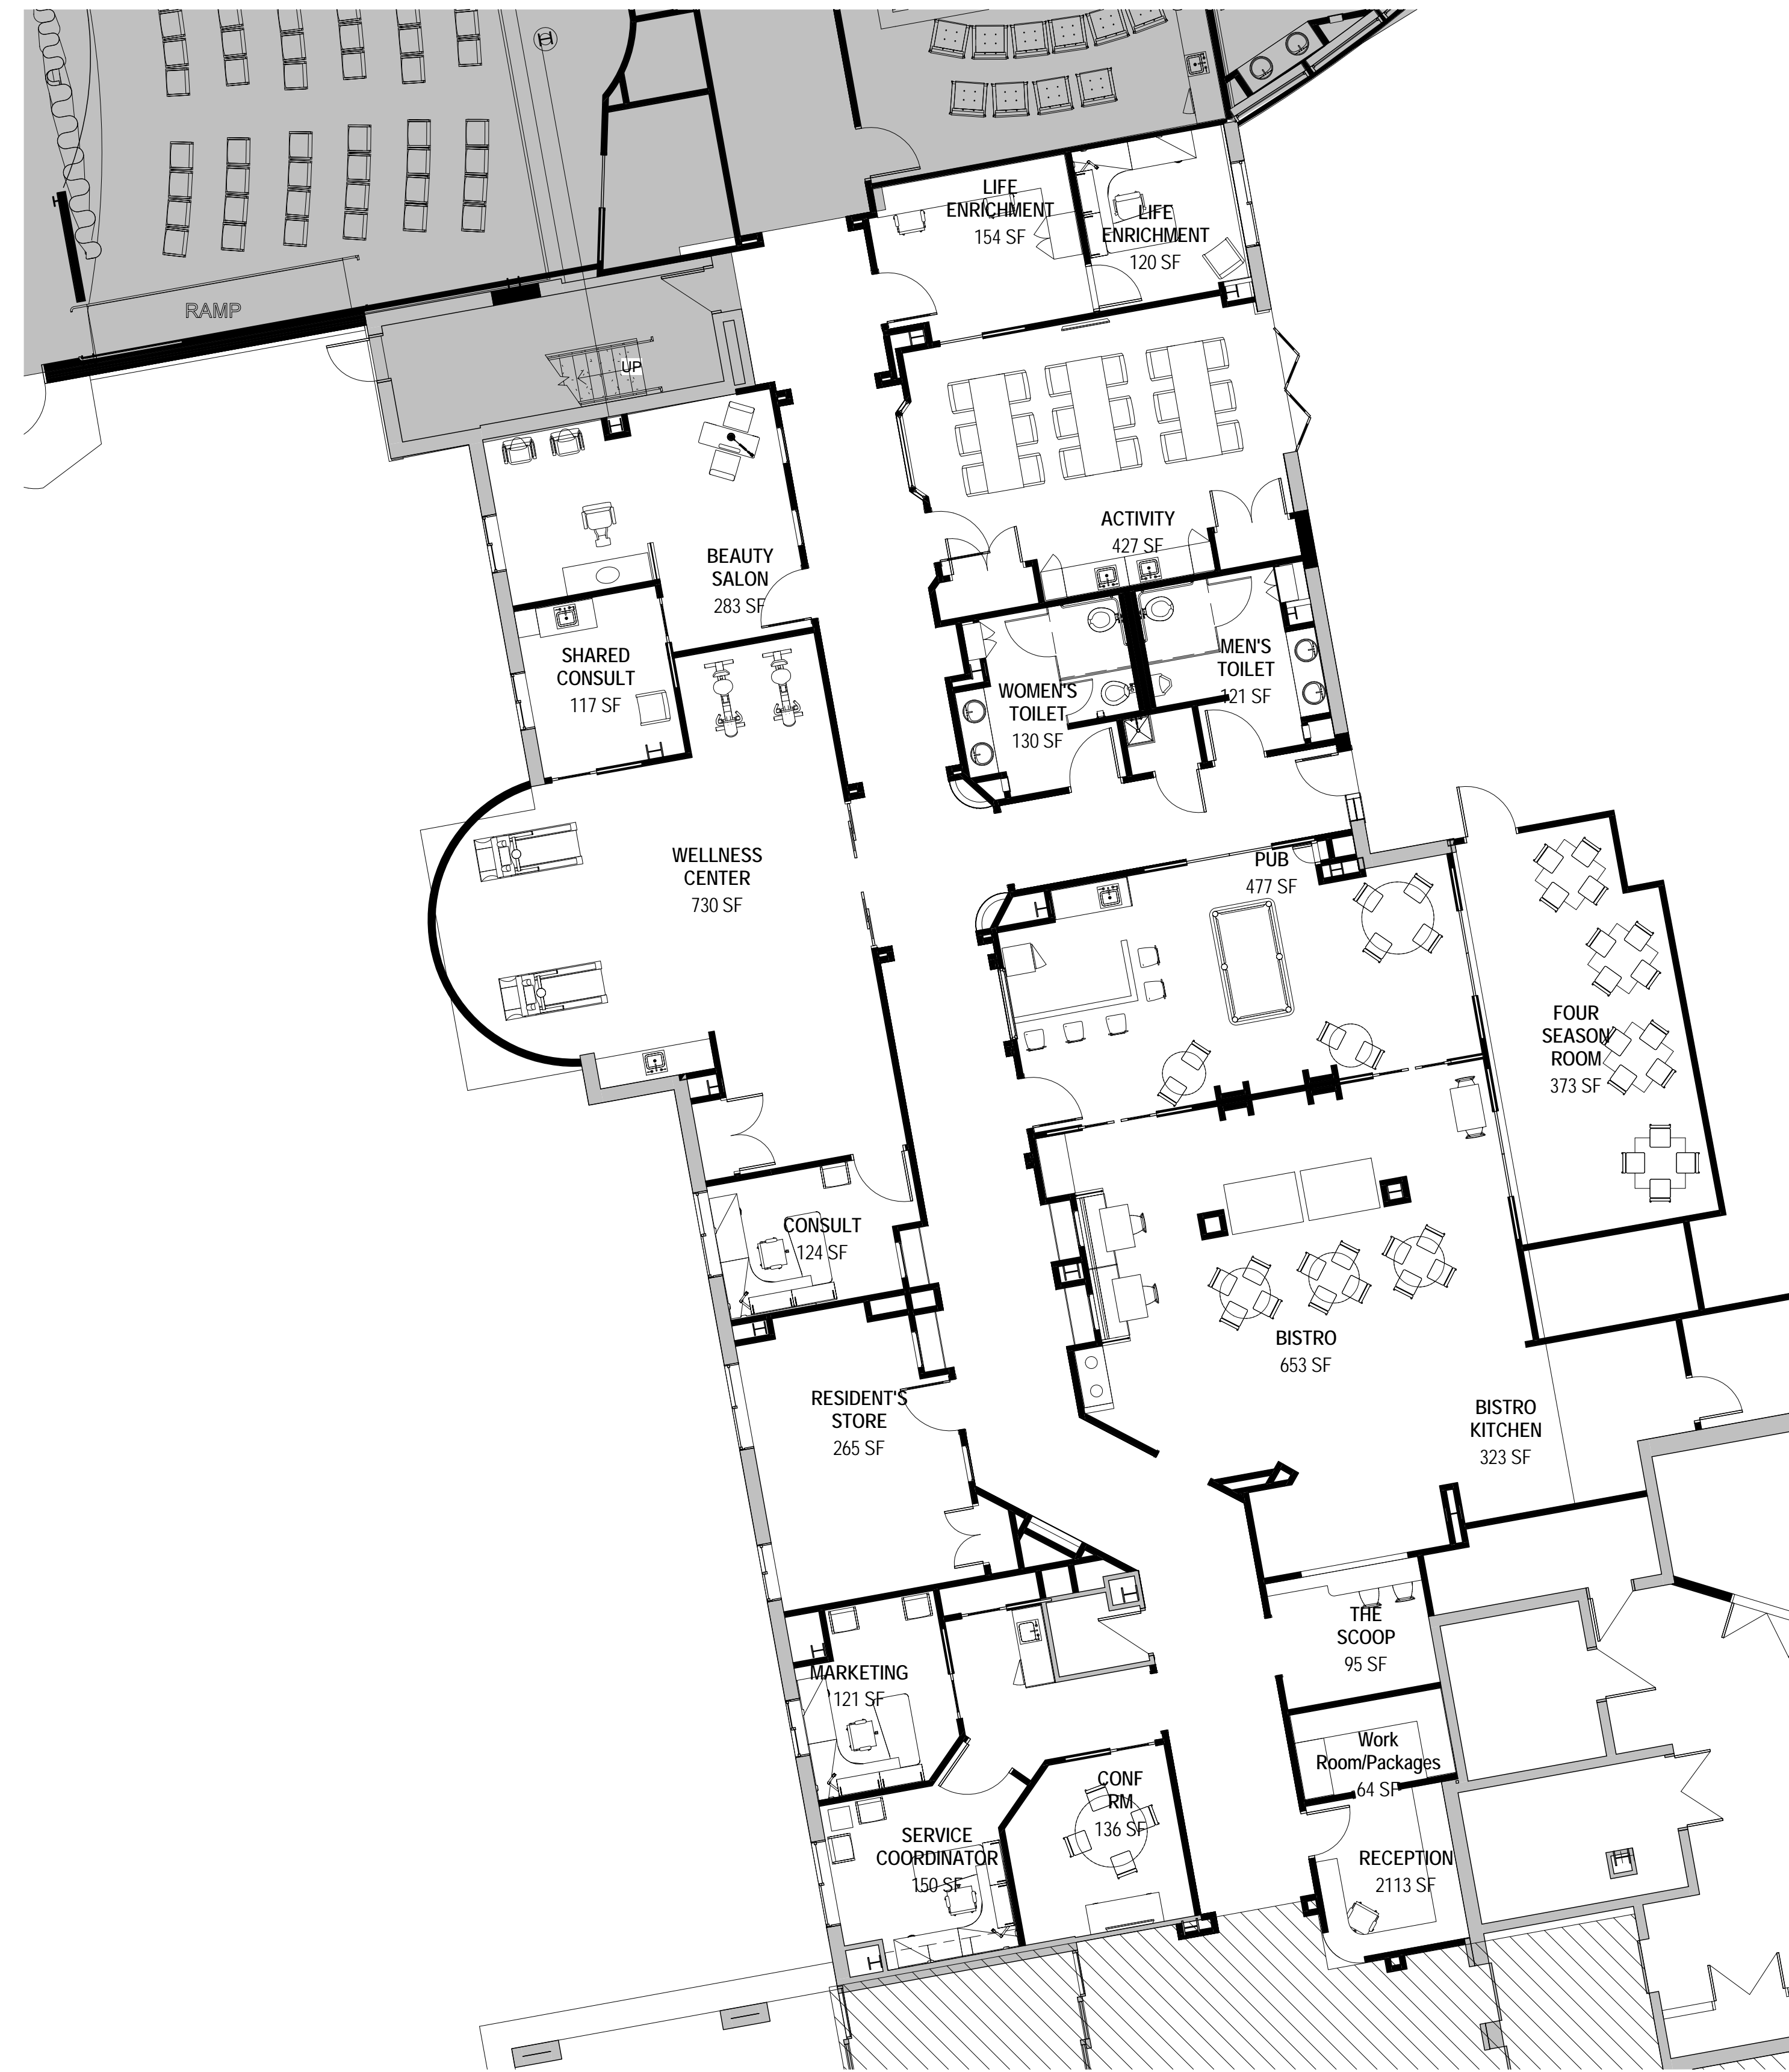 LIFE
ENRICHMENT
154 SF
LIFE
ENRICHMENT
120 SF
RAMP
UP
ACTIVITY
427 SF
BEAUTY
SALON
283 SF
SHARED
CONSULT
117 SF
MEN'S
TOILET
121 SF
WOMEN'S
TOILET
130 SF
WELLNESS
CENTER
730 SF
PUB
477 SF
FOUR
SEASON
ROOM
373 SF
CONSULT
124 SF
BISTRO
653 SF
RESIDENT'S
STORE
265 SF
BISTRO
KITCHEN
323 SF
THE
SCOOP
95 SF
MARKETING
121 SF
Work
Room/Packages
64 SF
CONF
RM
136 SF
SERVICE
COORDINATOR
150 SF
RECEPTION
2113 SF